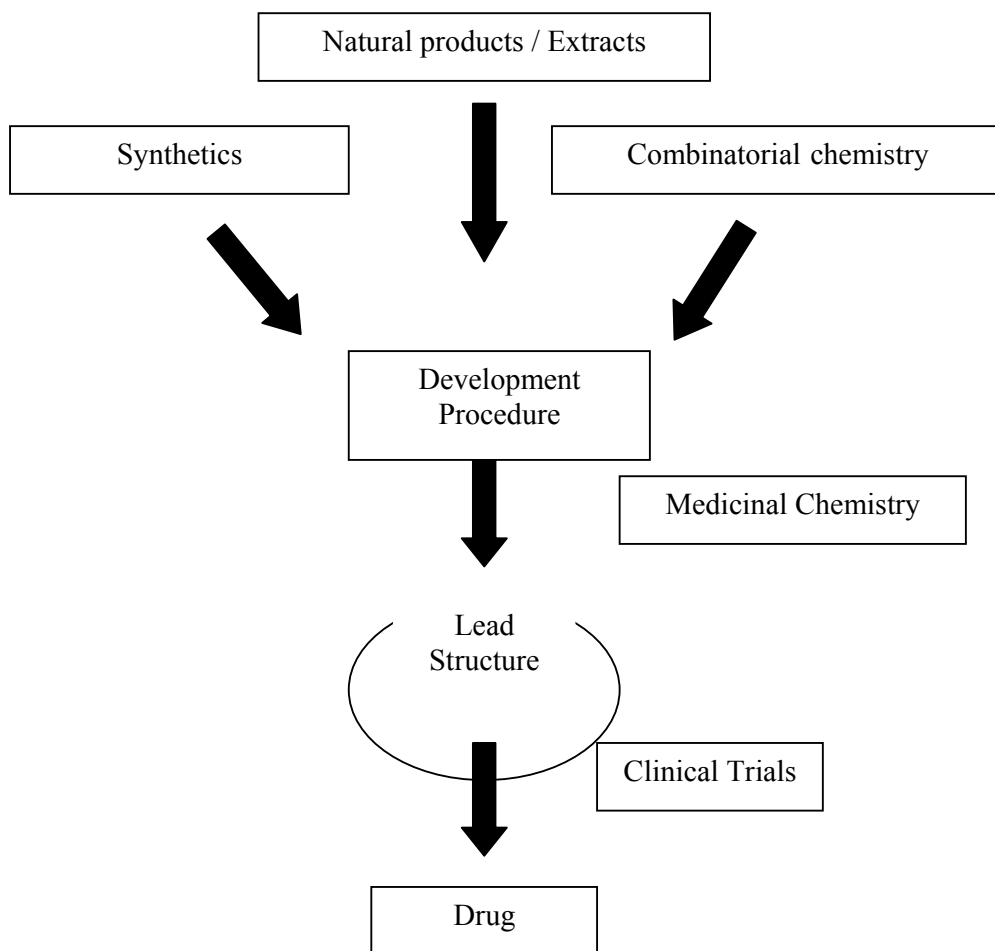 Natural products / Extracts
Synthetics
Combinatorial chemistry
Development
Procedure
Medicinal Chemistry
Lead
Structure
Clinical Trials
Drug